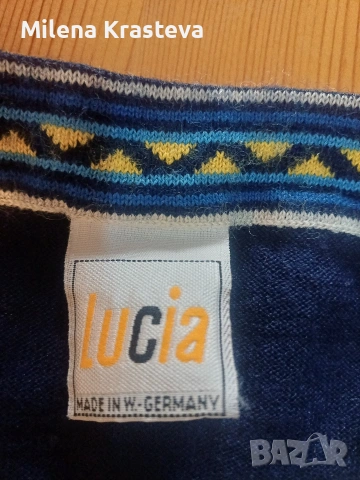 Milena Krasteva
Lucia
MADE IN W.-GERMANY
BAZAR